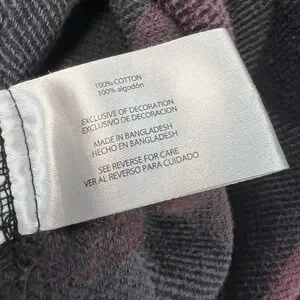 100% COTTON
100% algodón
EXCLUSIVE OF DECORATION
EXCLUSIVO DE DECORACION
MADE IN BANGLADESH
HECHO EN BANGLADESH
SEE REVERSE FOR CARE
VER AL REVERSO PARA CUIDADO